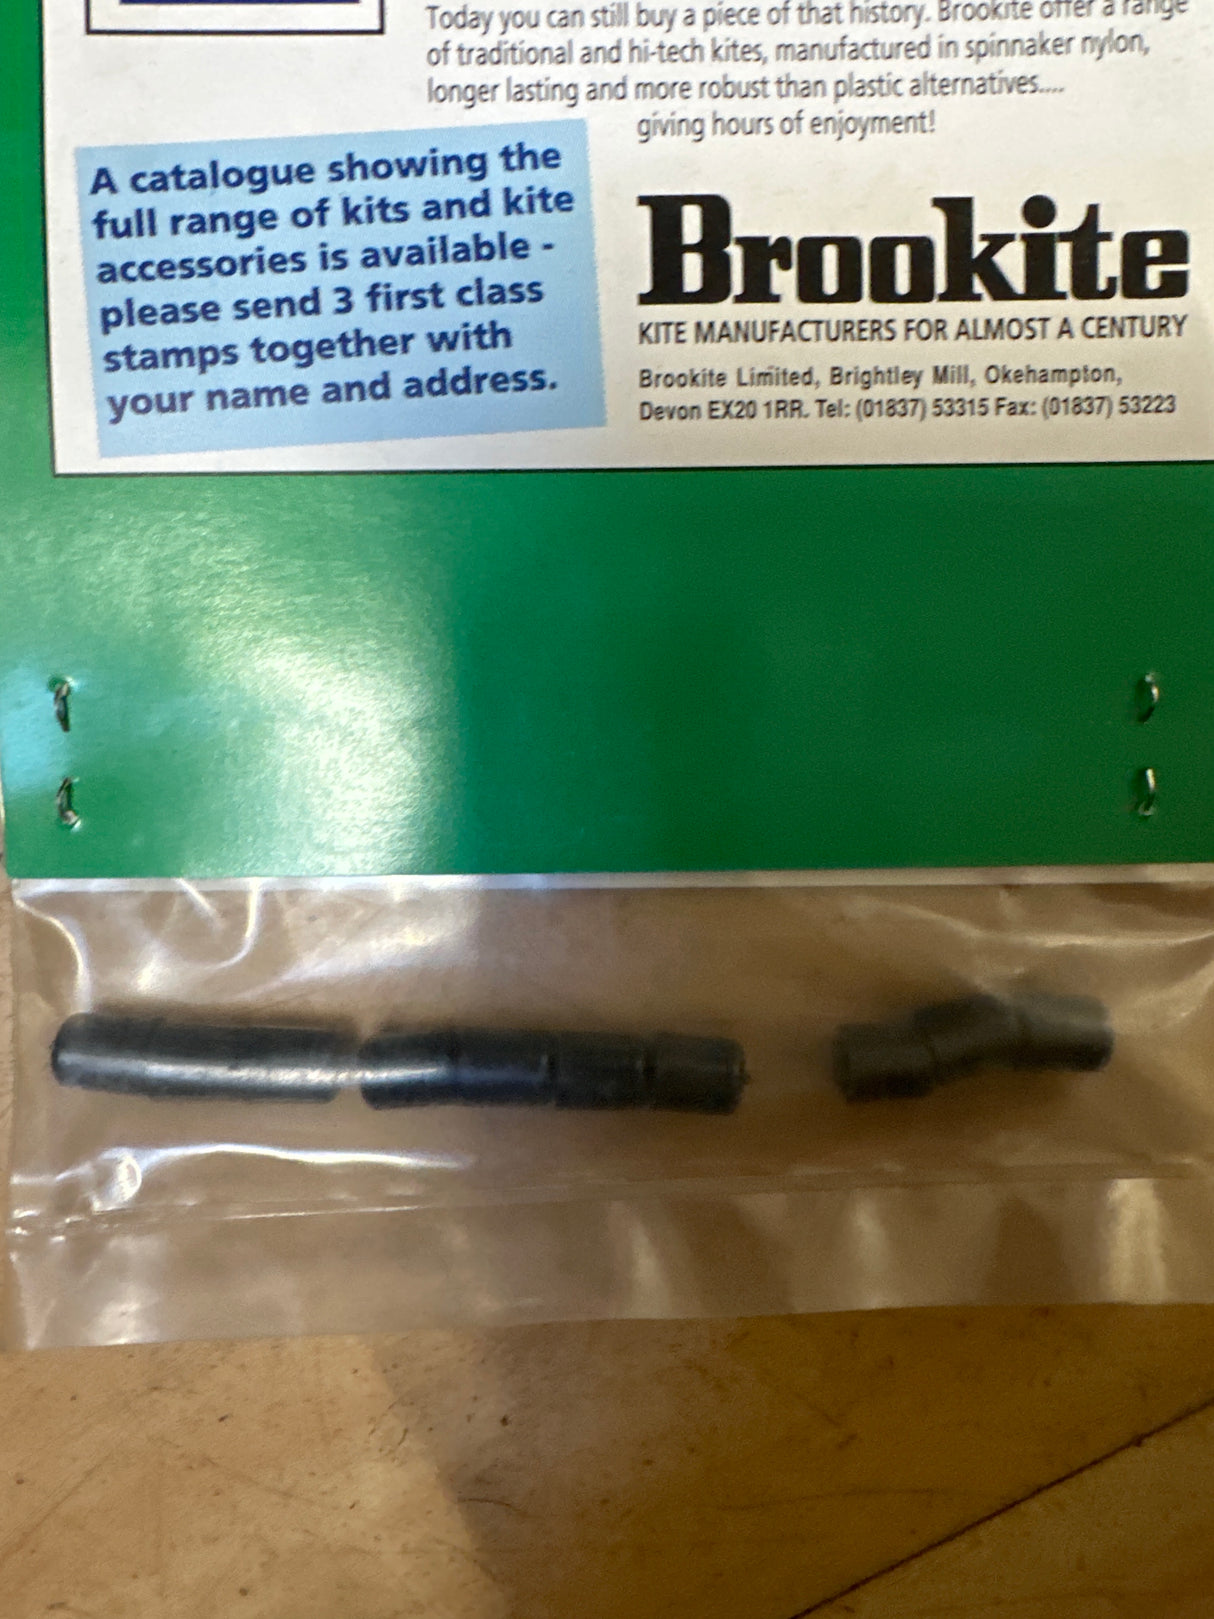 Today you can still buy a piece of that history. Brookite offer a range
of traditional and hi-tech kites, manufactured in spinnaker nylon,
longer lasting and more robust than plastic alternatives....
giving hours of enjoyment!
A catalogue showing the
full range of kits and kite
accessories is available -
please send 3 first class
stamps together with
your name and address.
Brookite
KITE MANUFACTURERS FOR ALMOST A CENTURY
Brookite Limited, Brightley Mill, Okehampton,
Devon EX20 1RR. Tel: (01837) 53315 Fax: (01837) 53223